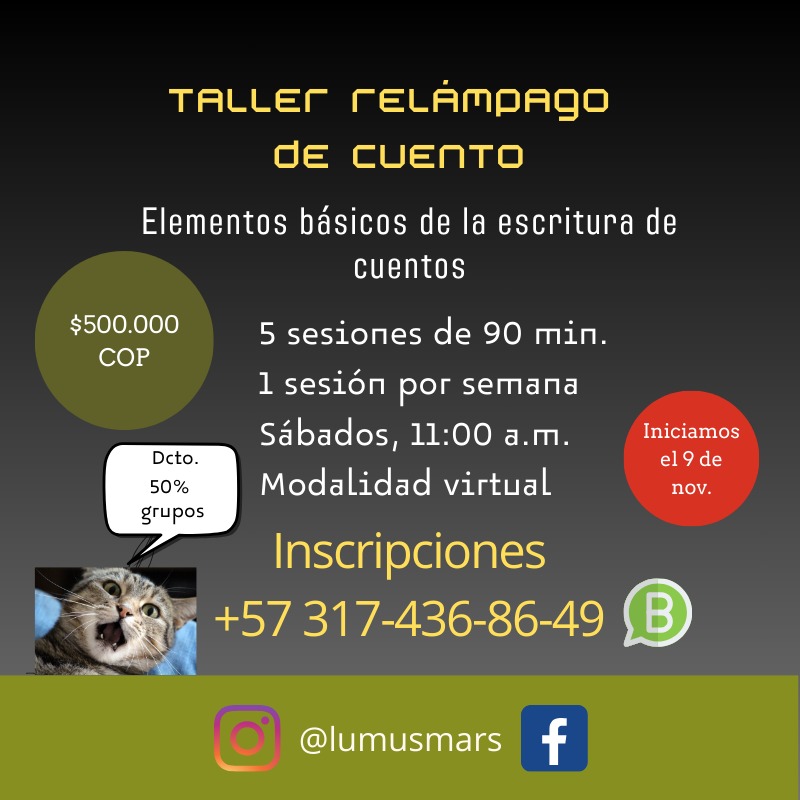 Taller relámpago
de cuento
Elementos básicos de la escritura de
cuentos
$500.000
COP
5 sesiones de 90 min.
1 sesión por semana
Sábados, 11:00 a.m.
Modalidad virtual
Iniciamos
el 9 de
nov.
Dcto.
50%
grupos
Inscripciones
+57 317-436-86-49
B
@lumusmars
f